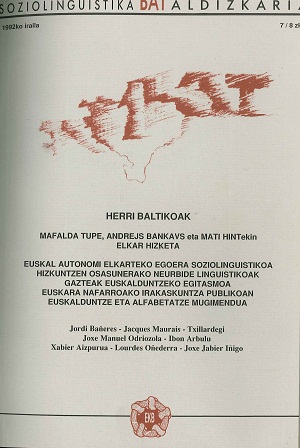 SOZIOLINGUISTIKA BAT ALDIZKARIA
1992ko iraila 7 / 8 zk
HERRI BALTIKOAK
MAFALDA TUPE, ANDREJS BANKAVS eta MATI HINTekin
ELKAR HIZKETA
EUSKAL AUTONOMI ELKARTEKO EGOERA SOZIOLINGUISTIKOA
HIZKUNTZEN OSASUNERAKO NEURBIDE LINGUISTIKOAK
GAZTEAK EUSKALDUNTZEKO EGITASMOA
EUSKARA NAFARROAKO IRAKASKUNTZA PUBLIKOAN
EUSKALDUNTZE ETA ALFABETATZE MUGIMENDUA
Jordi Bañeres - Jacques Maurais - Txillardegi
Joxe Manuel Odriozola - Ibon Arbulu
Xabier Aizpurua - Lourdes Oñederra - Joxe Jabier Iñigo
EKB